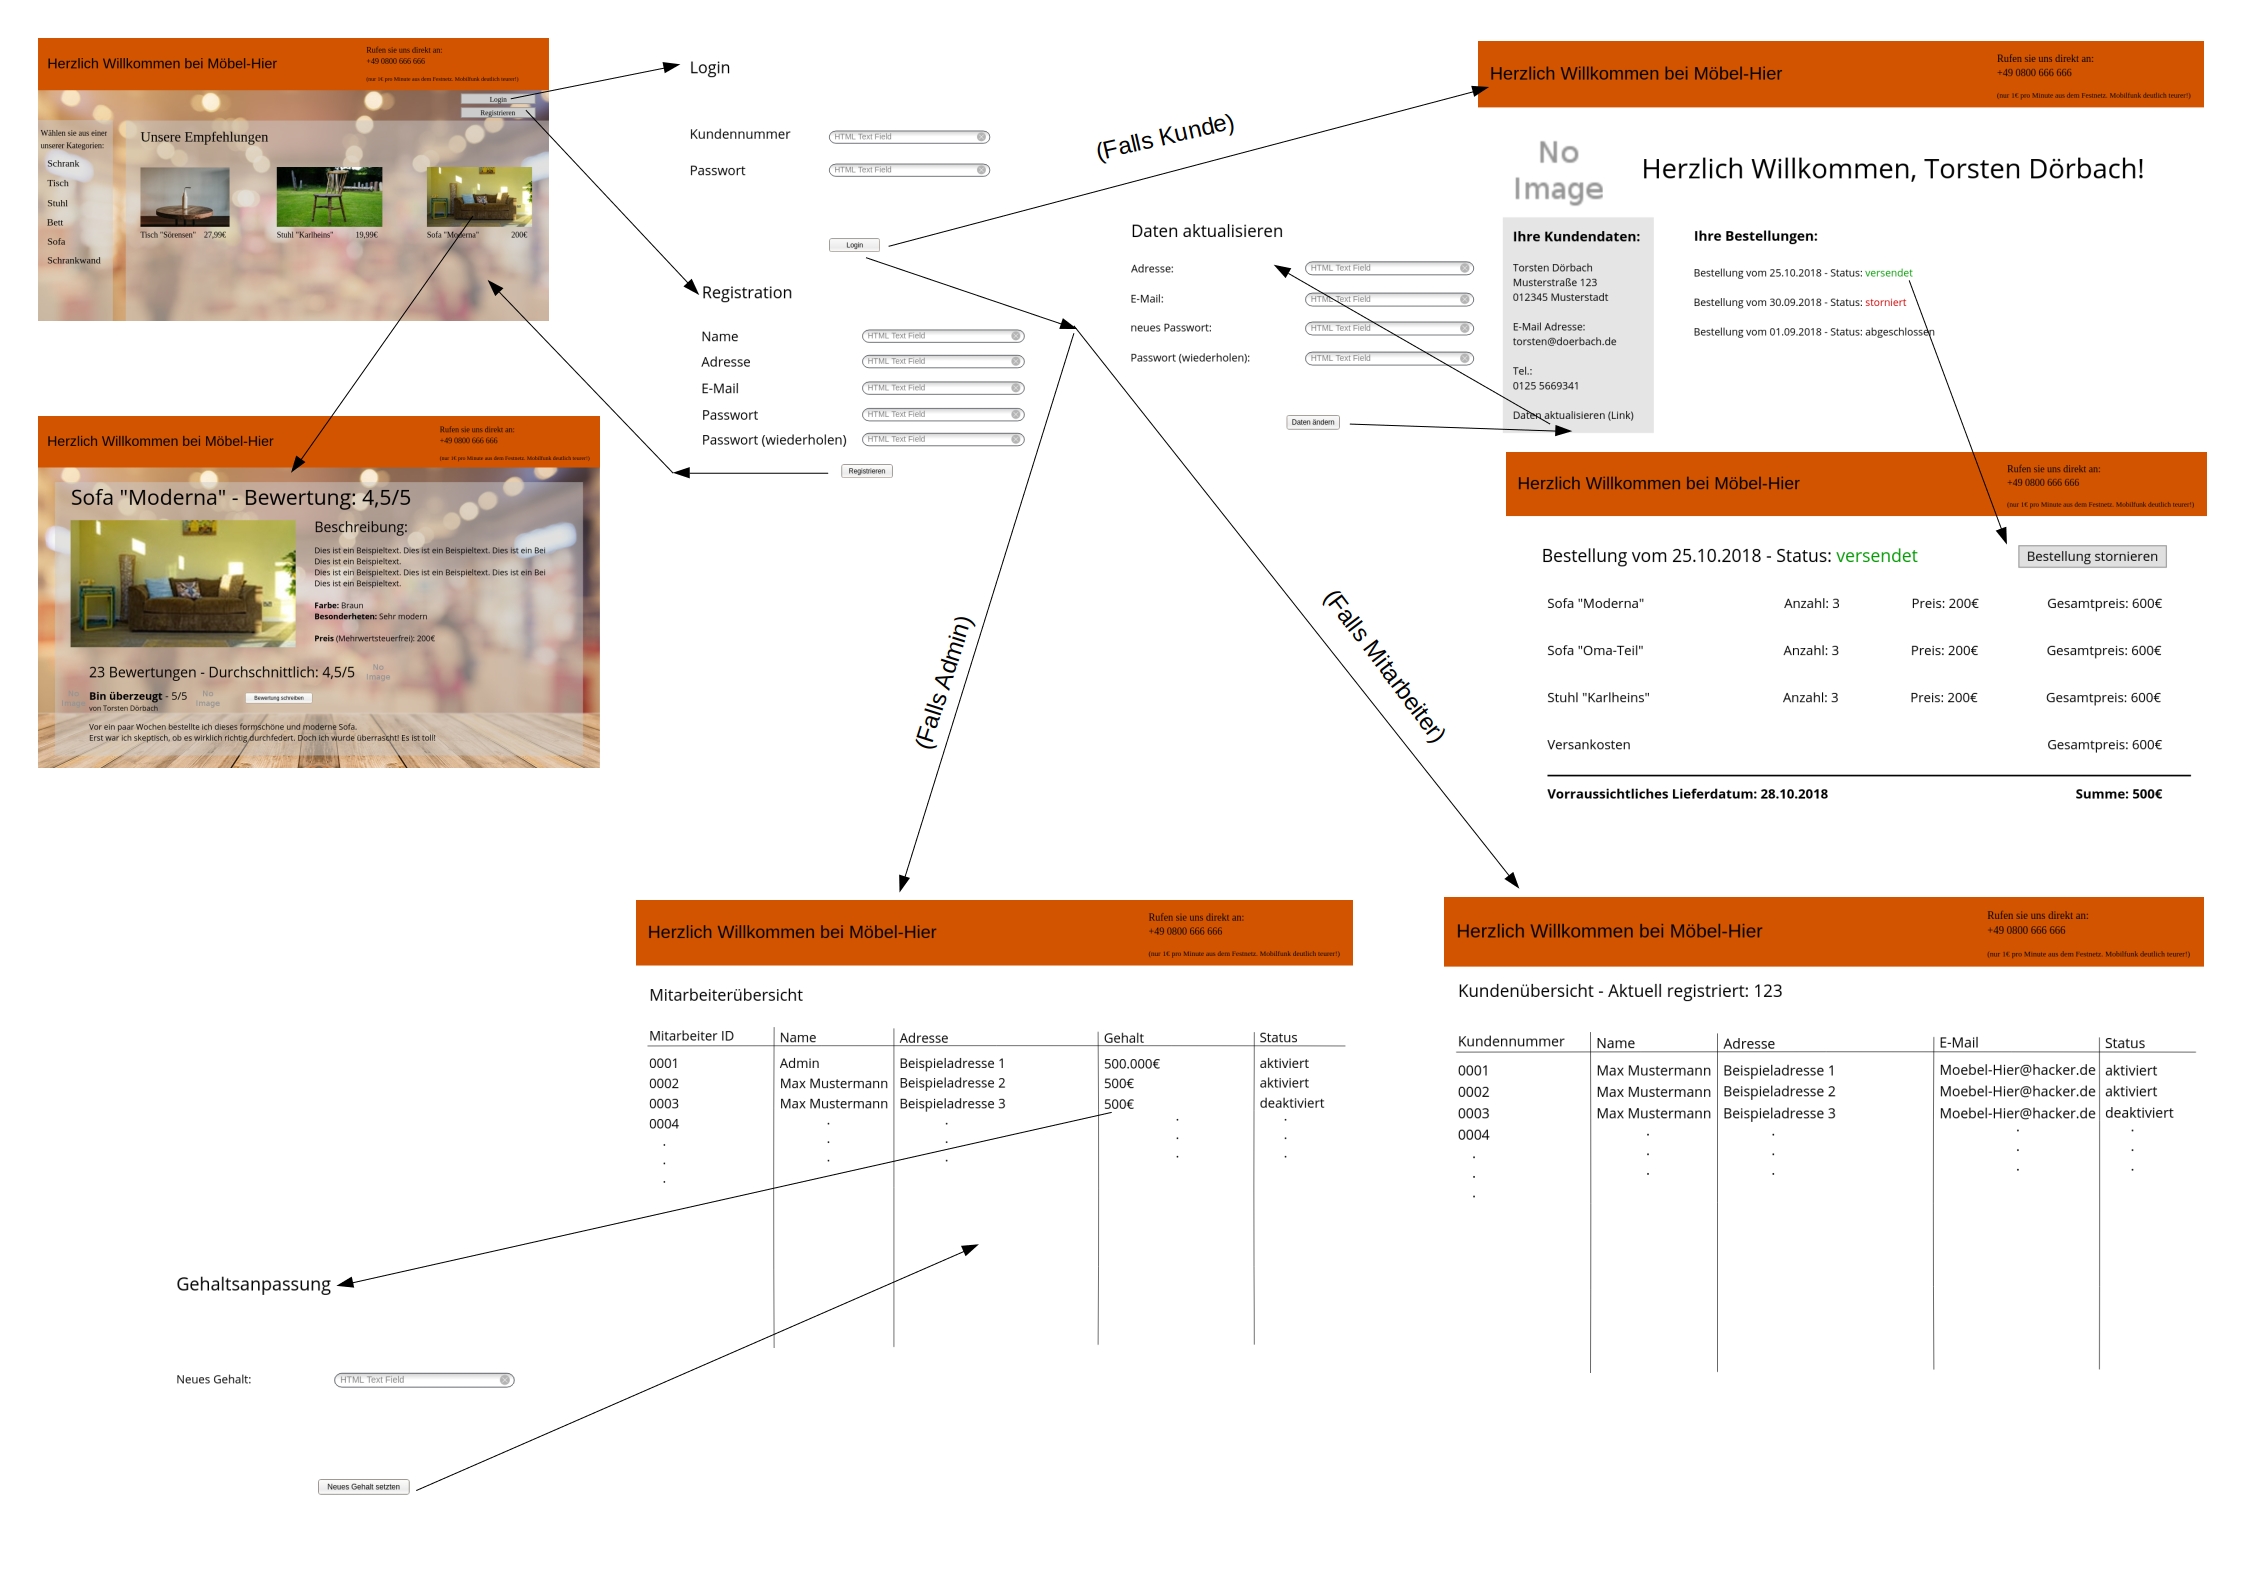 Herzlich Willkommen bei Möbel-Hier
Rufen sie uns direkt an:
+49 0800 666 666
(nur 1€ pro Minute aus dem Festnetz. Mobilfunk deutlich teurer!)
Login
Registrieren
Wählen sie aus einer
unserer Kategorien:
Schrank
Tisch
Stuhl
Bett
Sofa
Schrankwand
Unsere Empfehlungen
Tisch "Sörensen" 27,99€
Stuhl "Karlheins" 19,99€
Sofa "Moderna" 200€
Login
Kundennummer HTML Text Field
Passwort HTML Text Field
Login
(Falls Kunde)
Registration
Name HTML Text Field
Adresse HTML Text Field
E-Mail HTML Text Field
Passwort HTML Text Field
Passwort (wiederholen) HTML Text Field
Registrieren
Daten aktualisieren
Adresse: HTML Text Field
E-Mail: HTML Text Field
neues Passwort: HTML Text Field
Passwort (wiederholen): HTML Text Field
Daten ändern
Herzlich Willkommen bei Möbel-Hier
Rufen sie uns direkt an:
+49 0800 666 666
(nur 1€ pro Minute aus dem Festnetz. Mobilfunk deutlich teurer!)
No
Image
Herzlich Willkommen, Torsten Dörbach!
Ihre Kundendaten:
Torsten Dörbach
Musterstraße 123
012345 Musterstadt
E-Mail Adresse:
torsten@doerbach.de
Tel.:
0125 5669341
Daten aktualisieren (Link)
Ihre Bestellungen:
Bestellung vom 25.10.2018 - Status: versendet
Bestellung vom 30.09.2018 - Status: storniert
Bestellung vom 01.09.2018 - Status: abgeschlossen
Herzlich Willkommen bei Möbel-Hier
Rufen sie uns direkt an:
+49 0800 666 666
(nur 1€ pro Minute aus dem Festnetz. Mobilfunk deutlich teurer!)
Sofa "Moderna" - Bewertung: 4,5/5
Beschreibung:
Dies ist ein Beispieltext. Dies ist ein Beispieltext. Dies ist ein Bei
Dies ist ein Beispieltext.
Dies ist ein Beispieltext. Dies ist ein Beispieltext. Dies ist ein Bei
Dies ist ein Beispieltext.
Farbe: Braun
Besonderheten: Sehr modern
Preis (Mehrwertsteuerfrei): 200€
23 Bewertungen - Durchschnittlich: 4,5/5
No
Image
No
Image
Bin überzeugt - 5/5
No
Image
Bewertung schreiben
von Torsten Dörbach
Vor ein paar Wochen bestellte ich dieses formschöne und moderne Sofa.
Erst war ich skeptisch, ob es wirklich richtig durchfedert. Doch ich wurde überrascht! Es ist toll!
(Falls Admin)
(Falls Mitarbeiter)
Herzlich Willkommen bei Möbel-Hier
Rufen sie uns direkt an:
+49 0800 666 666
(nur 1€ pro Minute aus dem Festnetz. Mobilfunk deutlich teurer!)
Bestellung vom 25.10.2018 - Status: versendet
Bestellung stornieren
Sofa "Moderna" Anzahl: 3 Preis: 200€ Gesamtpreis: 600€
Sofa "Oma-Teil" Anzahl: 3 Preis: 200€ Gesamtpreis: 600€
Stuhl "Karlheins" Anzahl: 3 Preis: 200€ Gesamtpreis: 600€
Versankosten Gesamtpreis: 600€
Vorraussichtliches Lieferdatum: 28.10.2018 Summe: 500€
Herzlich Willkommen bei Möbel-Hier
Rufen sie uns direkt an:
+49 0800 666 666
(nur 1€ pro Minute aus dem Festnetz. Mobilfunk deutlich teurer!)
Mitarbeiterübersicht
Mitarbeiter ID Name Adresse Gehalt Status
0001 Admin Beispieladresse 1 500.000€ aktiviert
0002 Max Mustermann Beispieladresse 2 500€ aktiviert
0003 Max Mustermann Beispieladresse 3 500€ deaktiviert
0004 . . . .
. . . . .
. . . . .
.
Herzlich Willkommen bei Möbel-Hier
Rufen sie uns direkt an:
+49 0800 666 666
(nur 1€ pro Minute aus dem Festnetz. Mobilfunk deutlich teurer!)
Kundenübersicht - Aktuell registriert: 123
Kundennummer Name Adresse E-Mail Status
0001 Max Mustermann Beispieladresse 1 Moebel-Hier@hacker.de aktiviert
0002 Max Mustermann Beispieladresse 2 Moebel-Hier@hacker.de aktiviert
0003 Max Mustermann Beispieladresse 3 Moebel-Hier@hacker.de deaktiviert
0004 . . . .
. . . . .
. . . . .
.
Gehaltsanpassung
Neues Gehalt: HTML Text Field
Neues Gehalt setzten